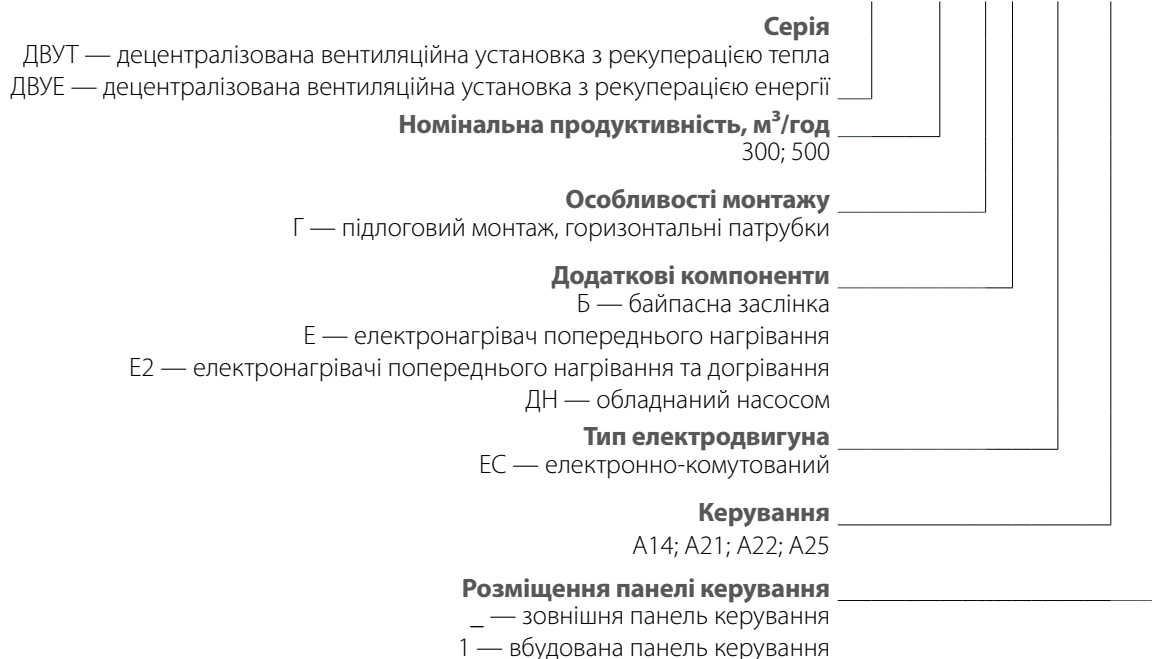 Серія
ДВУТ — децентралізована вентиляційна установка з рекуперацією тепла
ДВУЕ — децентралізована вентиляційна установка з рекуперацією енергії
Номінальна продуктивність, м³/год
300; 500
Особливості монтажу
Г — підлоговий монтаж, горизонтальні патрубки
Додаткові компоненти
Б — байпасна заслінка
Е — електронагрівач попереднього нагрівання
Е2 — електронагрівачі попереднього нагрівання та догрівання
ДН — обладнаний насосом
Тип електродвигуна
ЕС — електронно-комутований
Керування
А14; А21; А22; А25
Розміщення панелі керування
_ — зовнішня панель керування
1 — вбудована панель керування